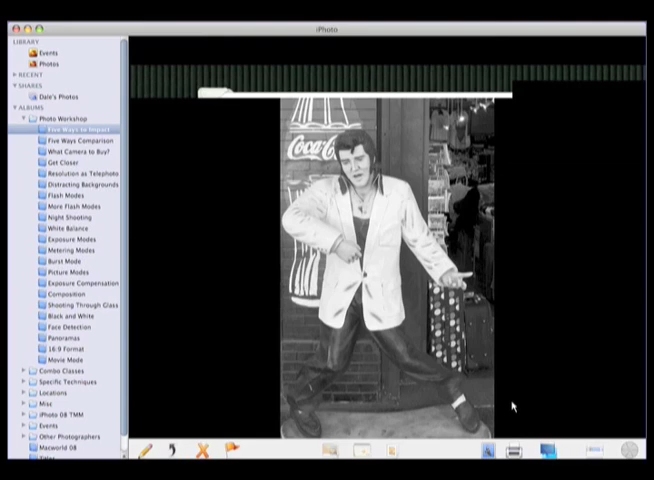 iPhoto
LIBRARY
Events
Photos
RECENT
SHARES
Dale's Photos
ALBUMS
Photo Workshop
Five Ways to Impact
Five Ways Comparison
What Camera to Buy?
Get Closer
Resolution as Telephoto
Distracting Backgrounds
Flash Modes
More Flash Modes
Night Shooting
White Balance
Exposure Modes
Metering Modes
Burst Mode
Picture Modes
Exposure Compensation
Composition
Shooting Through Glass
Black and White
Face Detection
Panoramas
16:9 Format
Movie Mode
Combo Classes
Specific Techniques
Locations
Misc
iPhoto 08 TMM
Events
Other Photographers
Macworld 08
Coca-C